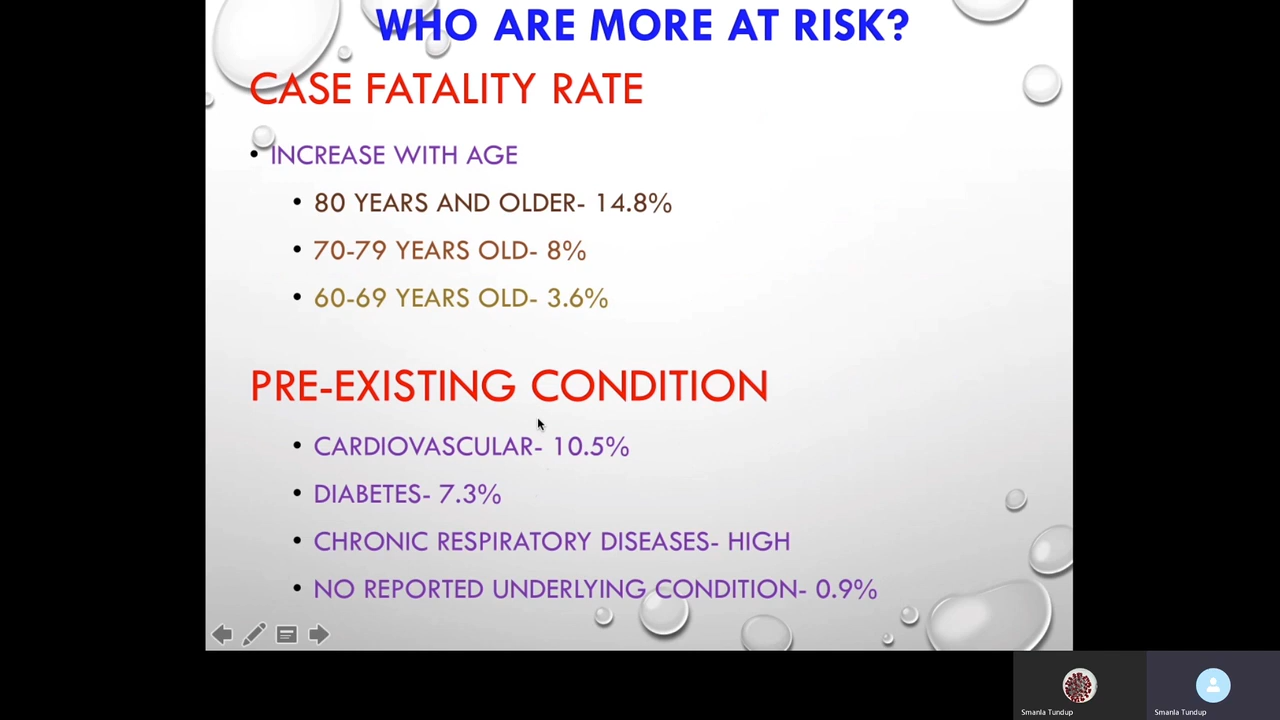 WHO ARE MORE AT RISK?
CASE FATALITY RATE
• INCREASE WITH AGE
• 80 YEARS AND OLDER- 14.8%
• 70-79 YEARS OLD- 8%
• 60-69 YEARS OLD- 3.6%
PRE-EXISTING CONDITION
• CARDIOVASCULAR- 10.5%
• DIABETES- 7.3%
• CHRONIC RESPIRATORY DISEASES- HIGH
• NO REPORTED UNDERLYING CONDITION- 0.9%
Smanla Tundup
Smanla Tundup